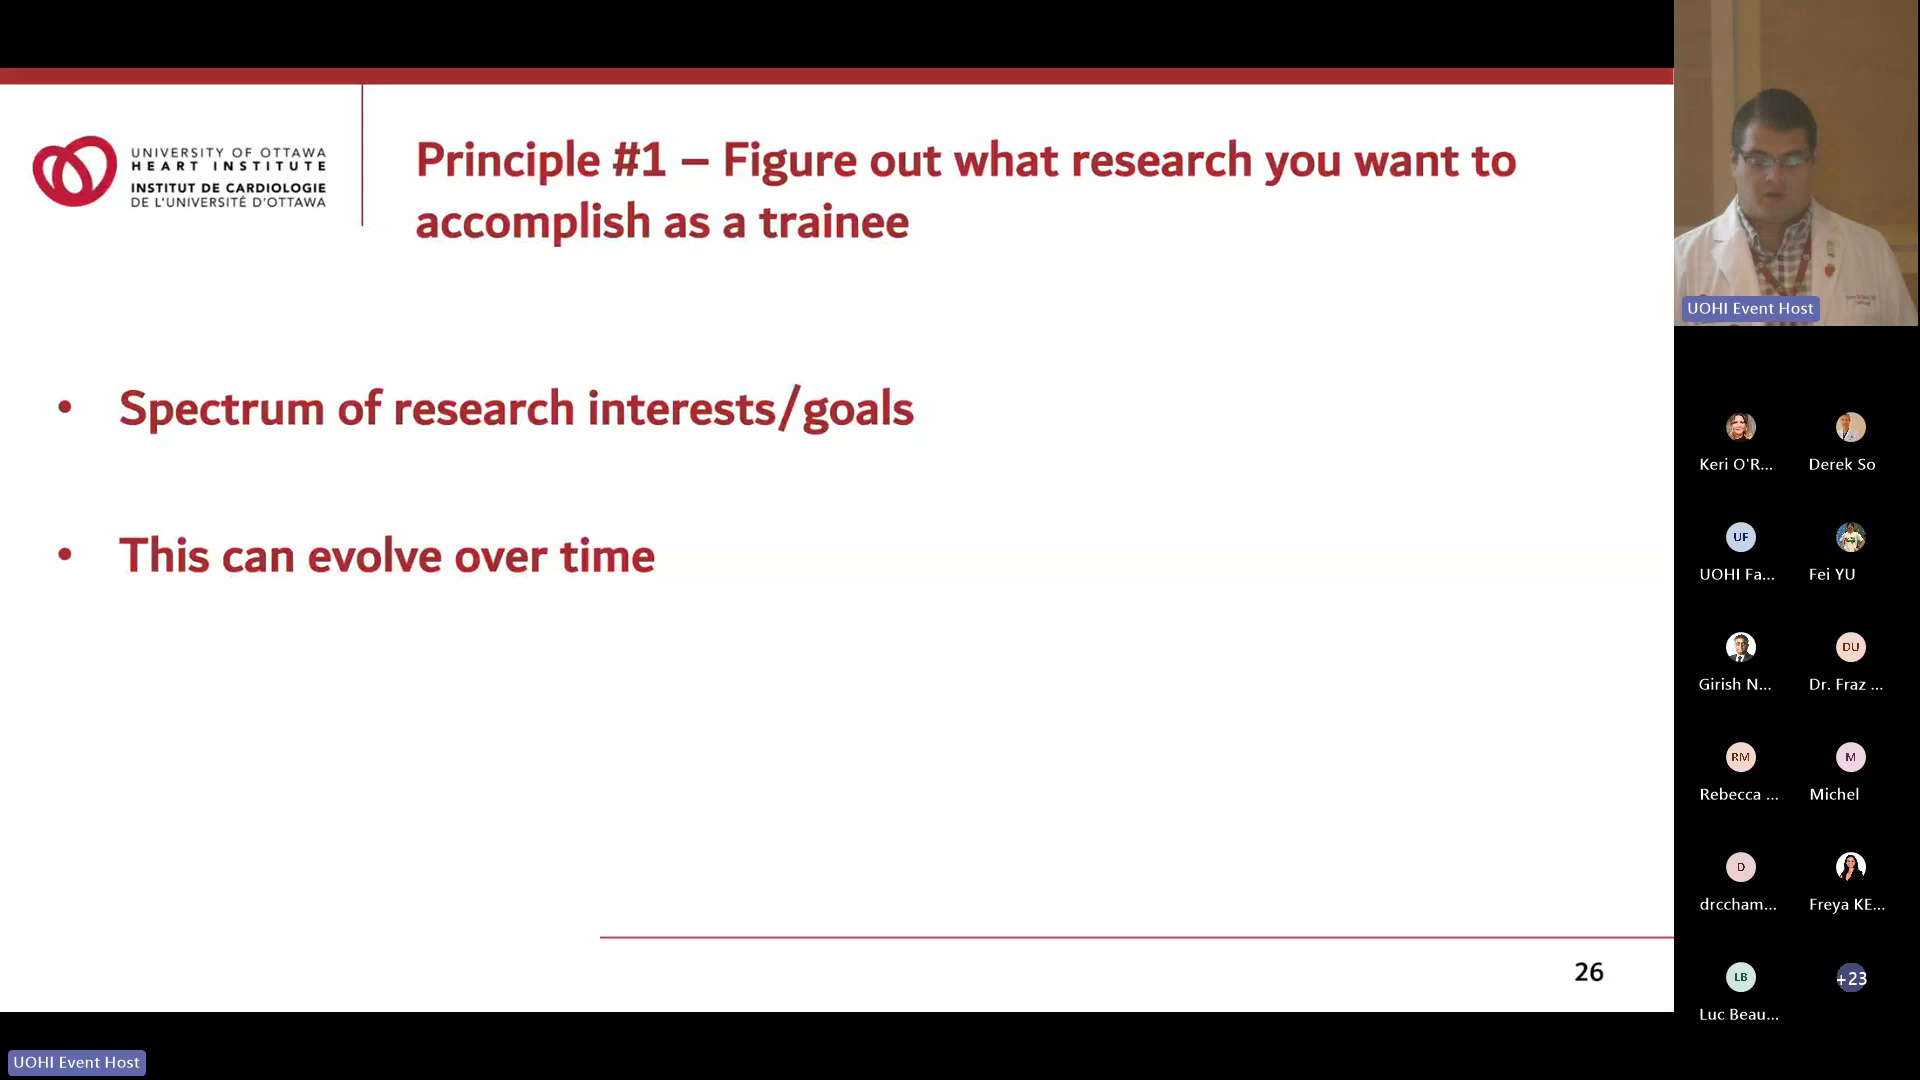 UNIVERSITY OF OTTAWA
HEART INSTITUTE
INSTITUT DE CARDIOLOGIE
DE L'UNIVERSITÉ D'OTTAWA
Principle #1 – Figure out what research you want to
accomplish as a trainee
• Spectrum of research interests/goals
• This can evolve over time
26
UOHI Event Host
UOHI Event Host
Keri O'R...
Derek So
UF
UOHI Fa...
Fei YU
Girish N...
DU
Dr. Fraz ...
RM
Rebecca ...
M
Michel
D
drccham...
Freya KE...
LB
Luc Beau...
+23